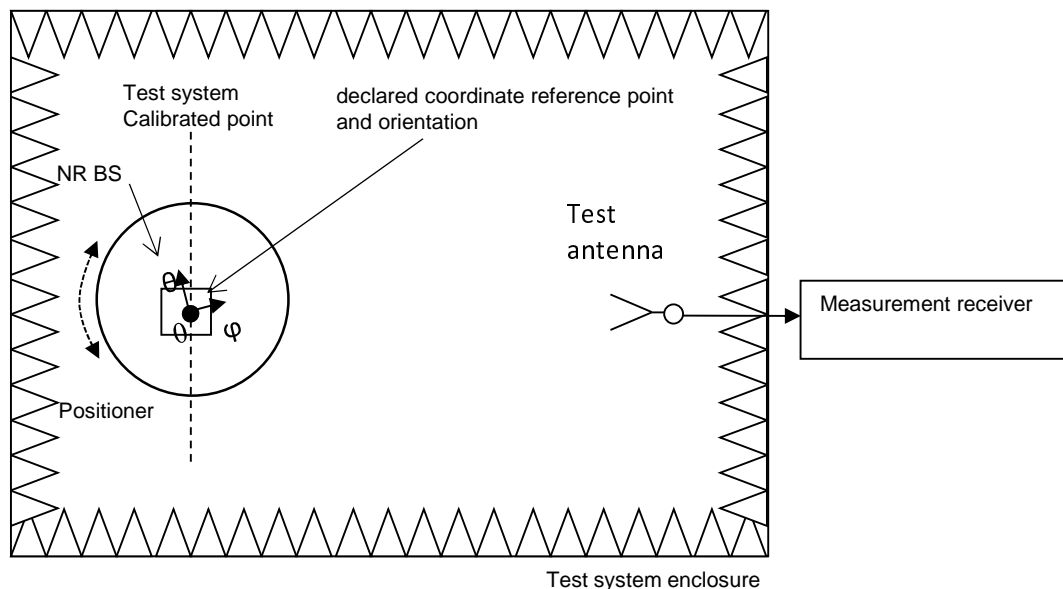 Test system
Calibrated point
declared coordinate reference point
and orientation
NR BS
Test
antenna
θ
0
φ
Measurement receiver
Positioner
Test system enclosure